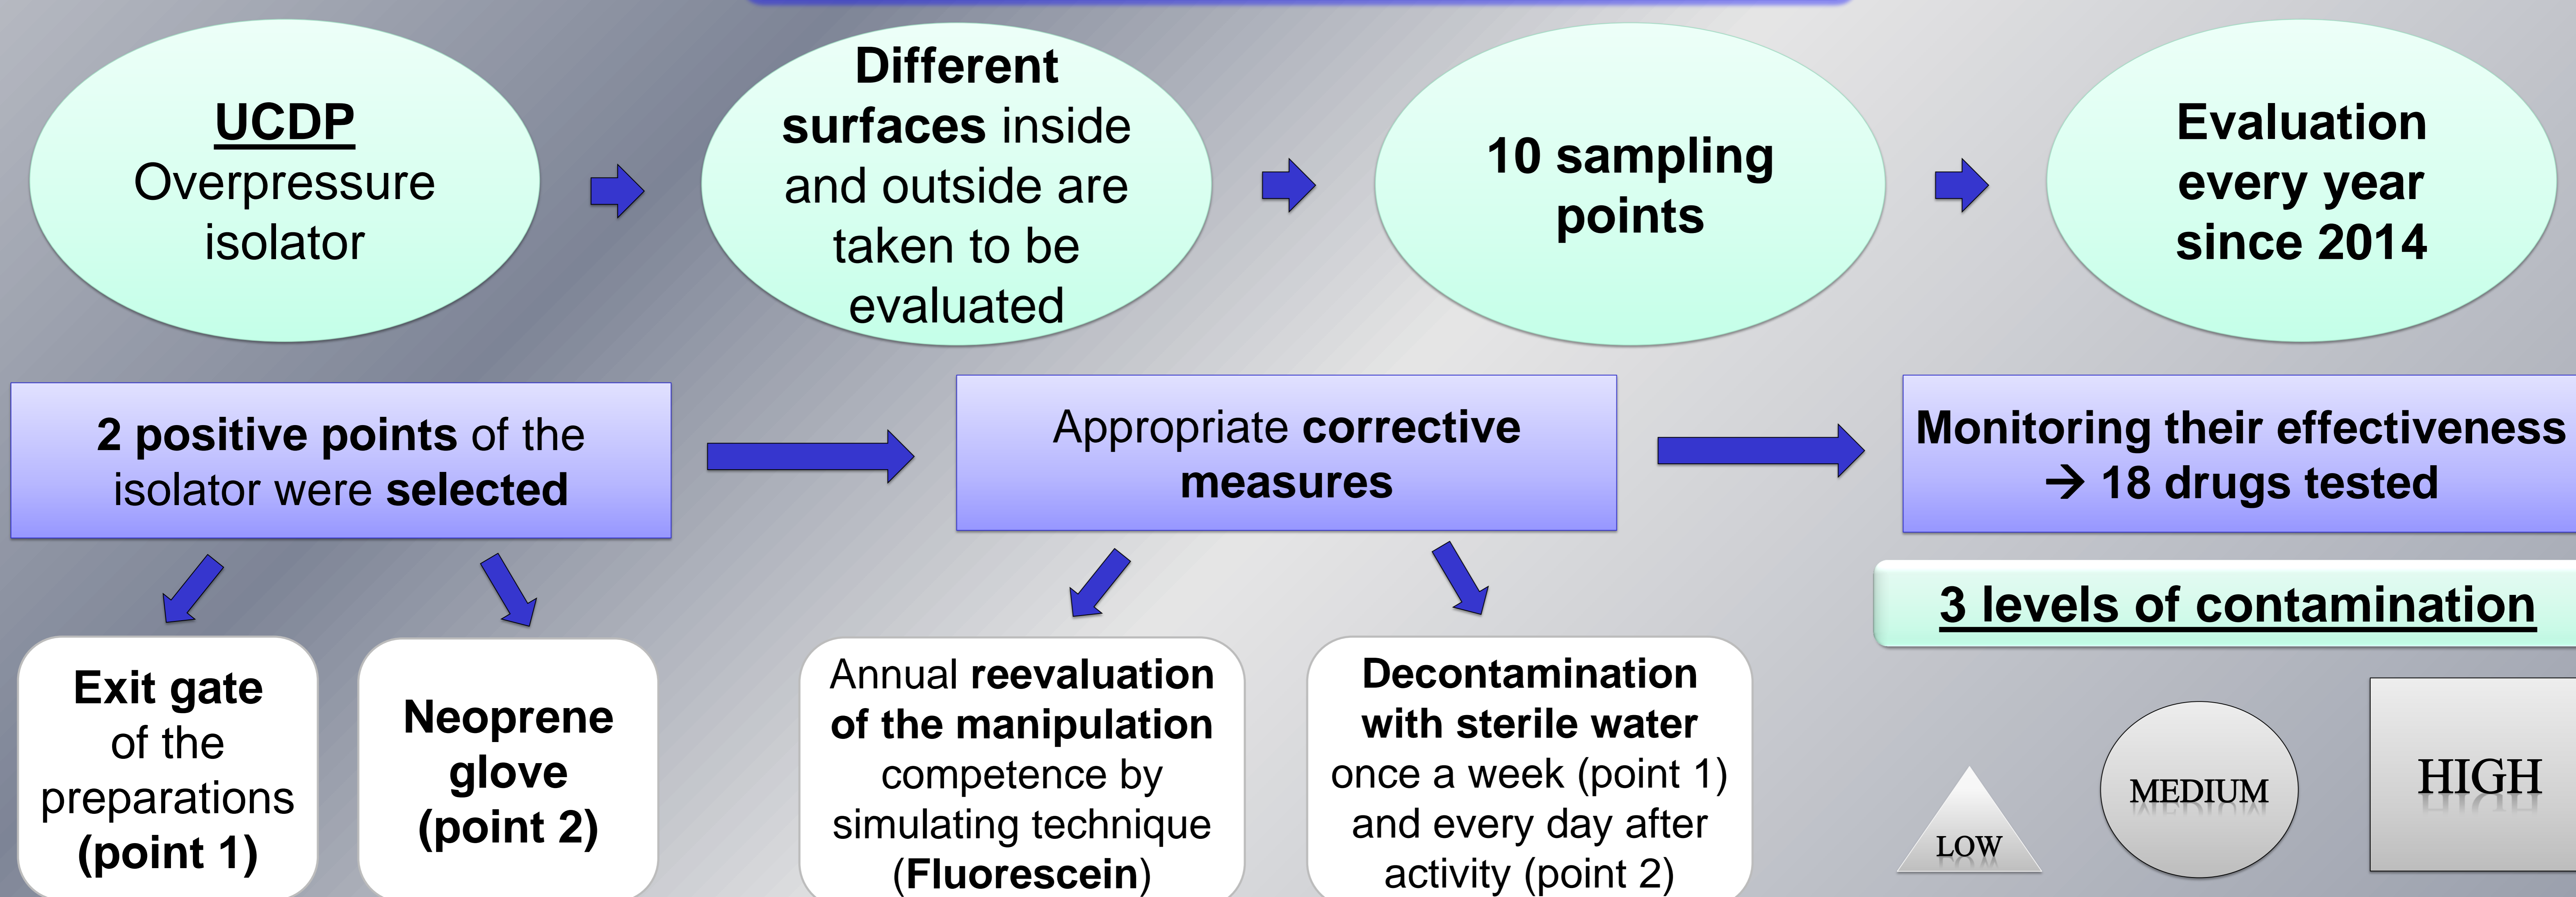 UCDP
Overpressure
isolator
Different
surfaces inside
and outside are
taken to be
evaluated
10 sampling
points
Evaluation
every year
since 2014
2 positive points of the
isolator were selected
Appropriate corrective
measures
Monitoring their effectiveness
→ 18 drugs tested
Exit gate
of the
preparations
(point 1)
Neoprene
glove
(point 2)
Annual reevaluation
of the manipulation
competence by
simulating technique
(Fluorescein)
Decontamination
with sterile water
once a week (point 1)
and every day after
activity (point 2)
3 levels of contamination
LOW
MEDIUM
HIGH